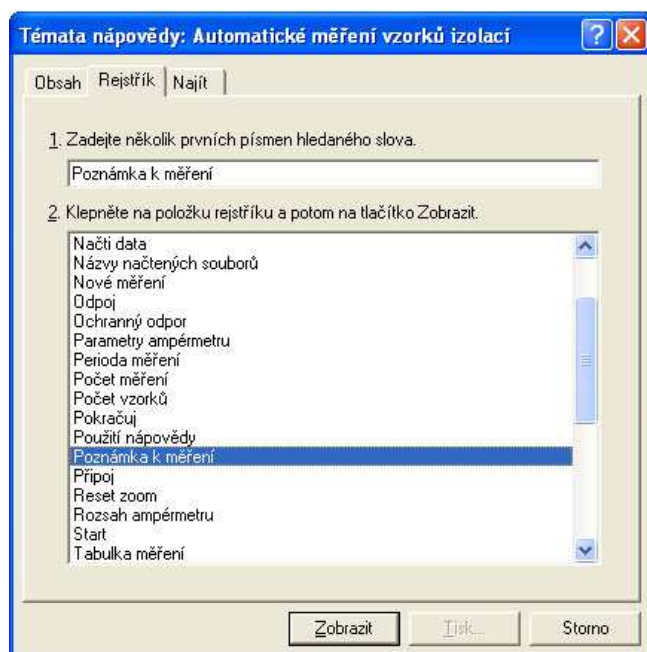 Témata nápovědy: Automatické měření vzorků izolací
Obsah Rejstřík Najít
1. Zadejte několik prvních písmen hledaného slova.
Poznámka k měření
2. Klepněte na položku rejstříku a potom na tlačítko Zobrazit.
Načti data
Názvy načtených souborů
Nové měření
Odpoj
Ochranný odpor
Parametry ampérmetru
Perioda měření
Počet měření
Počet vzorků
Pokračuj
Použití nápovědy
Poznámka k měření
Připoj
Reset zoom
Rozsah ampérmetru
Start
Tabulka měření
Zobrazit Tisk... Storno